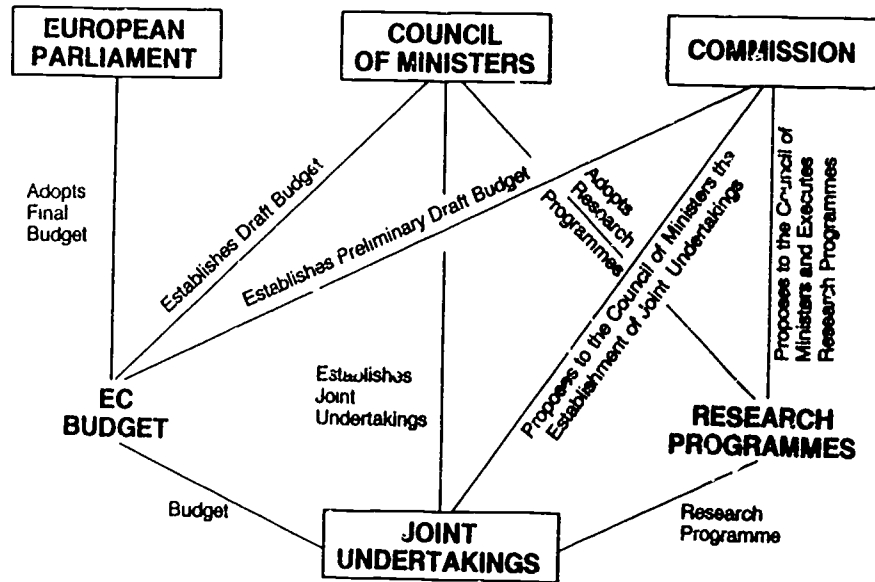 EUROPEAN
PARLIAMENT
COUNCIL
OF MINISTERS
COMMISSION
Adopts
Final
Budget
Establishes Draft Budget
Establishes Preliminary Draft Budget
Adopts
Research
Programmes
Proposes to the Council of Ministers the
Establishment of Joint Undertakings
Proposes to the Council of
Ministers and Executes
Research Programmes
Establishes
Joint
Undertakings
EC
BUDGET
RESEARCH
PROGRAMMES
Budget
JOINT
UNDERTAKINGS
Research
Programme